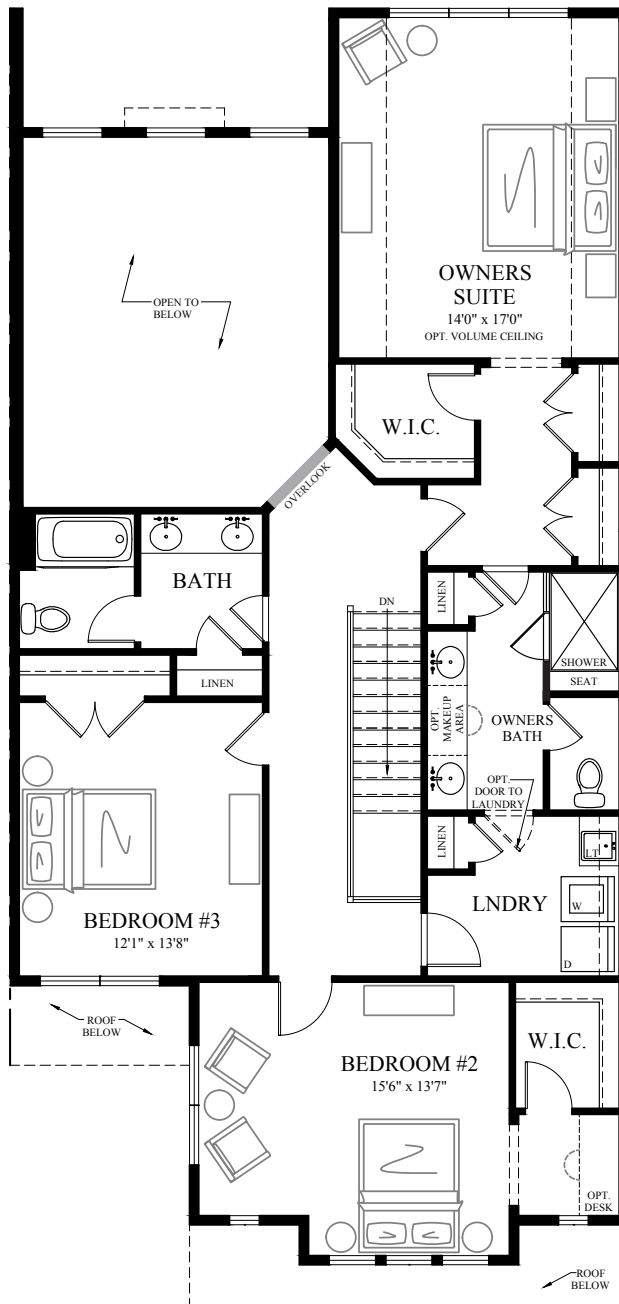 OWNERS
SUITE
14'0" x 17'0"
OPT. VOLUME CEILING
OPEN TO
BELOW
W.I.C.
OVERLOOK
BATH
LINEN
DN
LINEN
SHOWER
SEAT
OPT.
MAKEUP
AREA
OWNERS
BATH
OPT.
DOOR TO
LAUNDRY
LINEN
LT
LNDRY
W
D
BEDROOM #3
12'1" x 13'8"
ROOF
BELOW
BEDROOM #2
15'6" x 13'7"
W.I.C.
OPT.
DESK
ROOF
BELOW